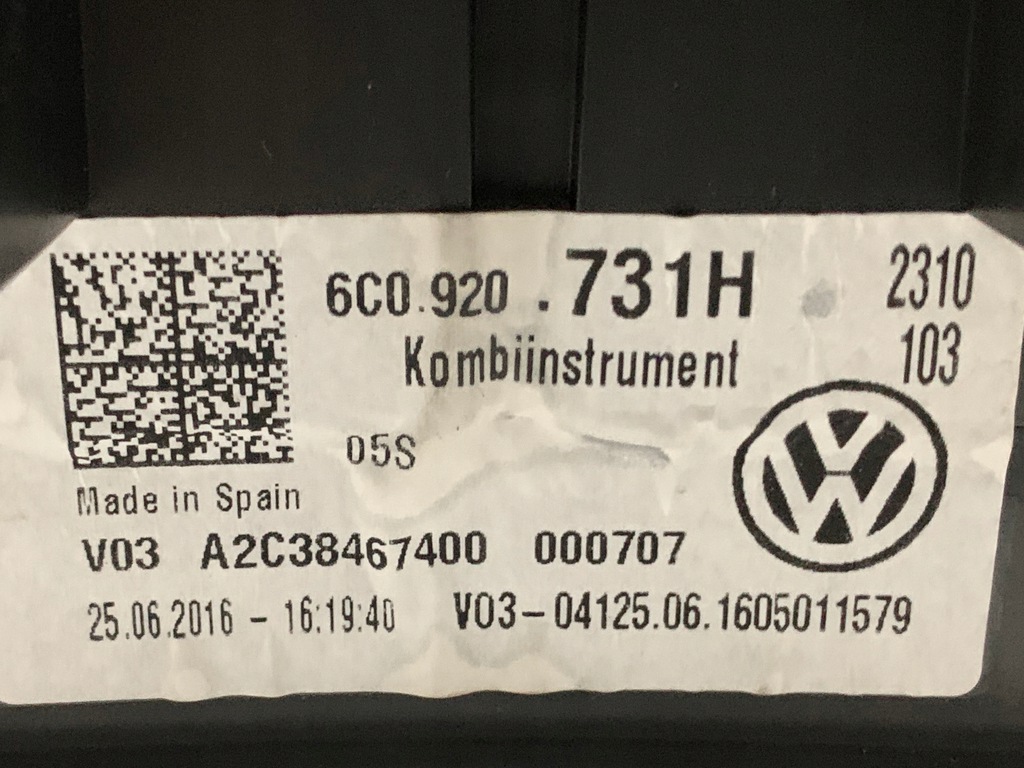 6C0.920 .731H 2310
Kombiinstrument 103
05S
Made in Spain
V03 A2C38467400 000707
25.06.2016 - 16:19:40 V03-04125.06.1605011579